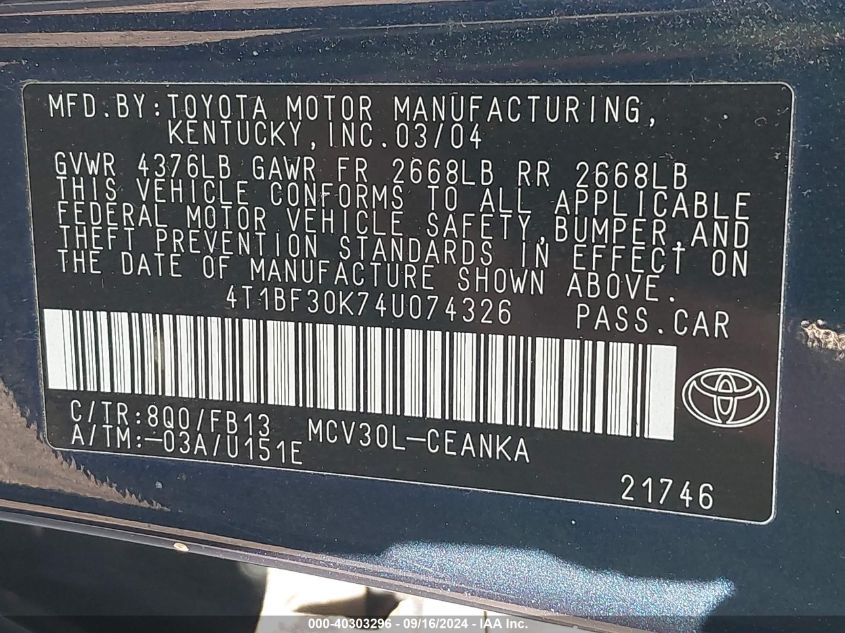 MFD.BY:TOYOTA MOTOR MANUFACTURING,
KENTUCKY,INC.03/04
GVWR 4376LB GAWR FR 2668LB RR 2668LB
THIS VEHICLE CONFORMS TO ALL APPLICABLE
FEDERAL MOTOR VEHICLE SAFETY,BUMPER,AND
THEFT PREVENTION STANDARDS IN EFFECT ON
THE DATE OF MANUFACTURE SHOWN ABOVE.
4T1BF30K74U074326 PASS.CAR
C/TR:8Q0/FB13 MCV30L-CEANKA
A/TM:-03A/U151E
21746
000-40303296 - 09/16/2024 - IAA Inc.